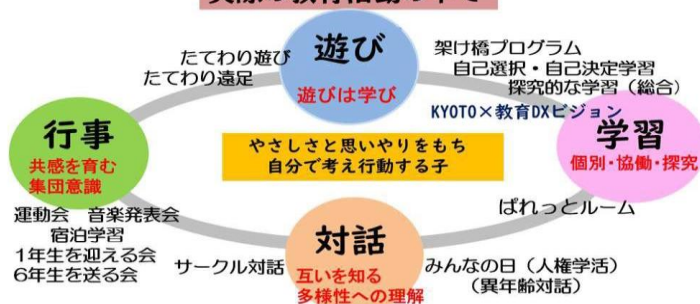 たてわり遊び
たてわり遠足
遊び
遊びは学び
架け橋プログラム
自己選択・自己決定学習
探究的な学習（総合）
KYOTO×教育DXビジョン
行事
共感を育む
集団意識
やさしさと思いやりをもち
自分で考え行動する子
学習
個別・協働・探究
運動会 音楽発表会
宿泊学習
1年生を迎える会
6年生を送る会
ぱれっとルーム
サークル対話
対話
互いを知る
多様性への理解
みんなの日（人権学活）
（異年齢対話）